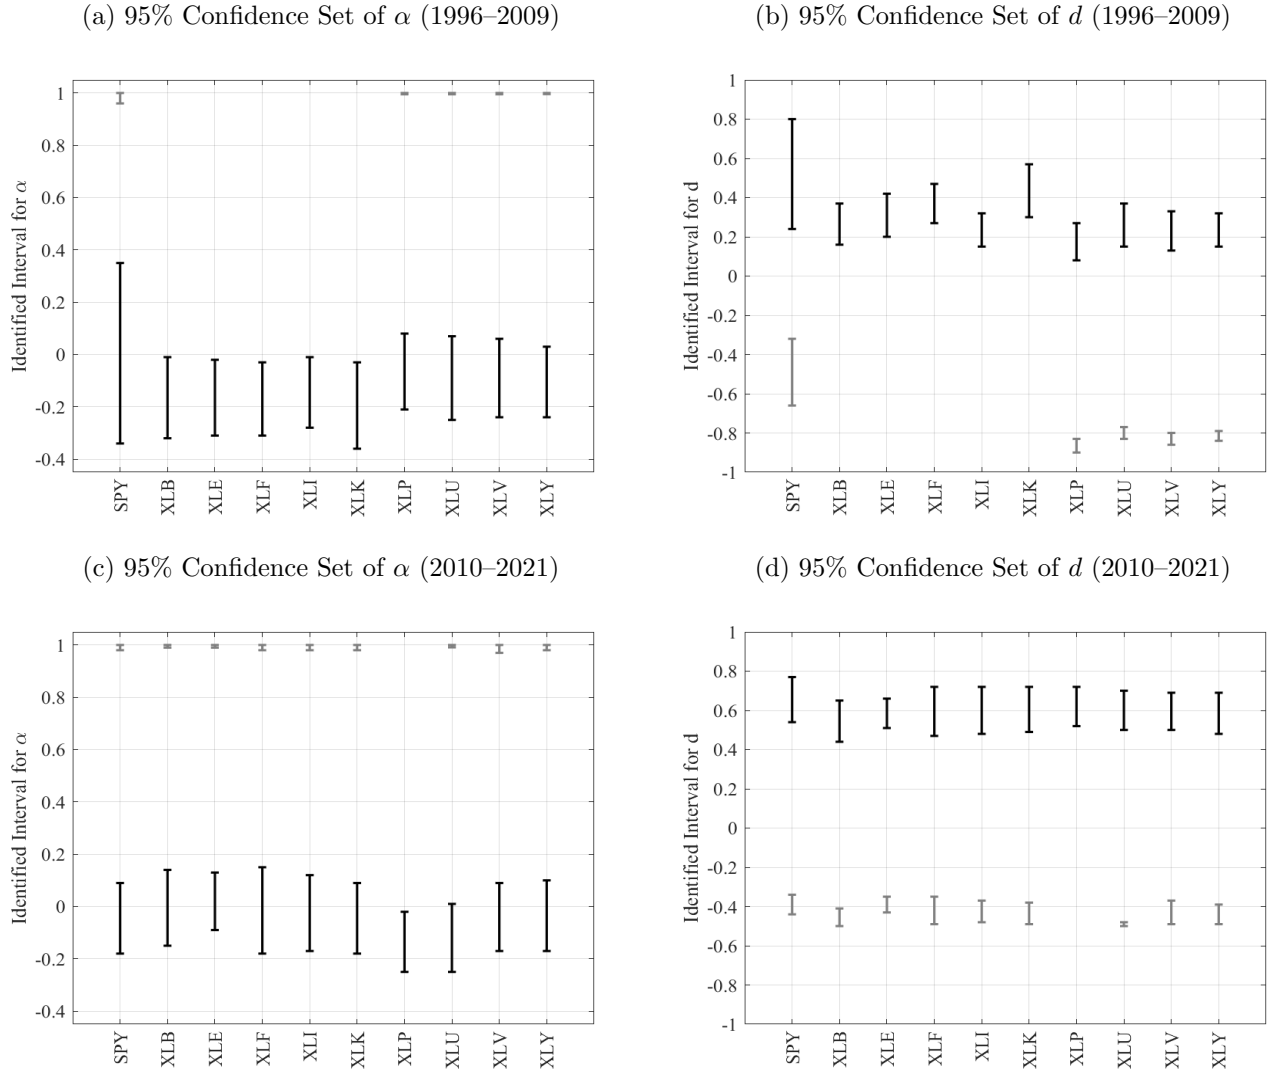 (a) 95% Confidence Set of α (1996–2009)
Identified Interval for α
1
0.8
0.6
0.4
0.2
0
-0.2
-0.4
SPY
XLB
XLE
XLF
XLI
XLK
XLP
XLU
XLV
XLY
(b) 95% Confidence Set of d (1996–2009)
Identified Interval for d
1
0.8
0.6
0.4
0.2
0
-0.2
-0.4
-0.6
-0.8
-1
SPY
XLB
XLE
XLF
XLI
XLK
XLP
XLU
XLV
XLY
(c) 95% Confidence Set of α (2010–2021)
Identified Interval for α
1
0.8
0.6
0.4
0.2
0
-0.2
-0.4
SPY
XLB
XLE
XLF
XLI
XLK
XLP
XLU
XLV
XLY
(d) 95% Confidence Set of d (2010–2021)
Identified Interval for d
1
0.8
0.6
0.4
0.2
0
-0.2
-0.4
-0.6
-0.8
-1
SPY
XLB
XLE
XLF
XLI
XLK
XLP
XLU
XLV
XLY